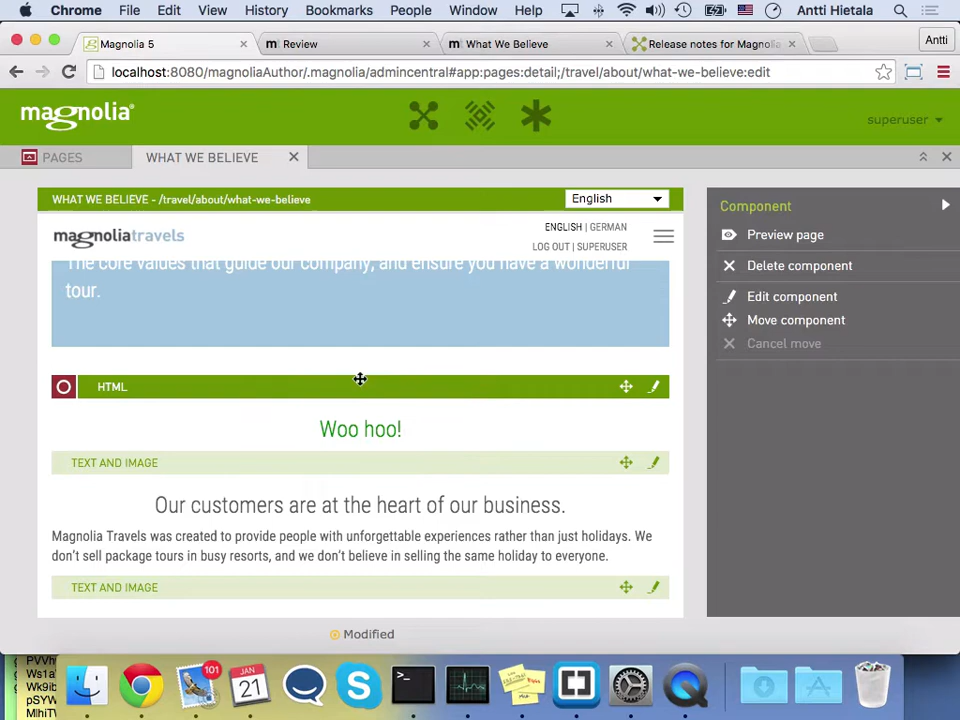 Chrome File Edit View History Bookmarks People Window Help Antti Hietala
Magnolia 5
Review
What We Believe
Release notes for Magnolia
Antti
localhost:8080/magnoliaAuthor/.magnolia/admincentral#app:pages:detail;/travel/about/what-we-believe:edit
magnolia®
superuser
PAGES
WHAT WE BELIEVE
WHAT WE BELIEVE - /travel/about/what-we-believe
English
magnoliatravels
ENGLISH | GERMAN
LOG OUT | SUPERUSER
The core values that guide our company, and ensure you have a wonderful
tour.
HTML
Woo hoo!
TEXT AND IMAGE
Our customers are at the heart of our business.
Magnolia Travels was created to provide people with unforgettable experiences rather than just holidays. We
don't sell package tours in busy resorts, and we don't believe in selling the same holiday to everyone.
TEXT AND IMAGE
Component
Preview page
Delete component
Edit component
Move component
Cancel move
Modified
PVVh
Ws1a
Wk9ib
pSYW
MlhiTV
101
JAN
21